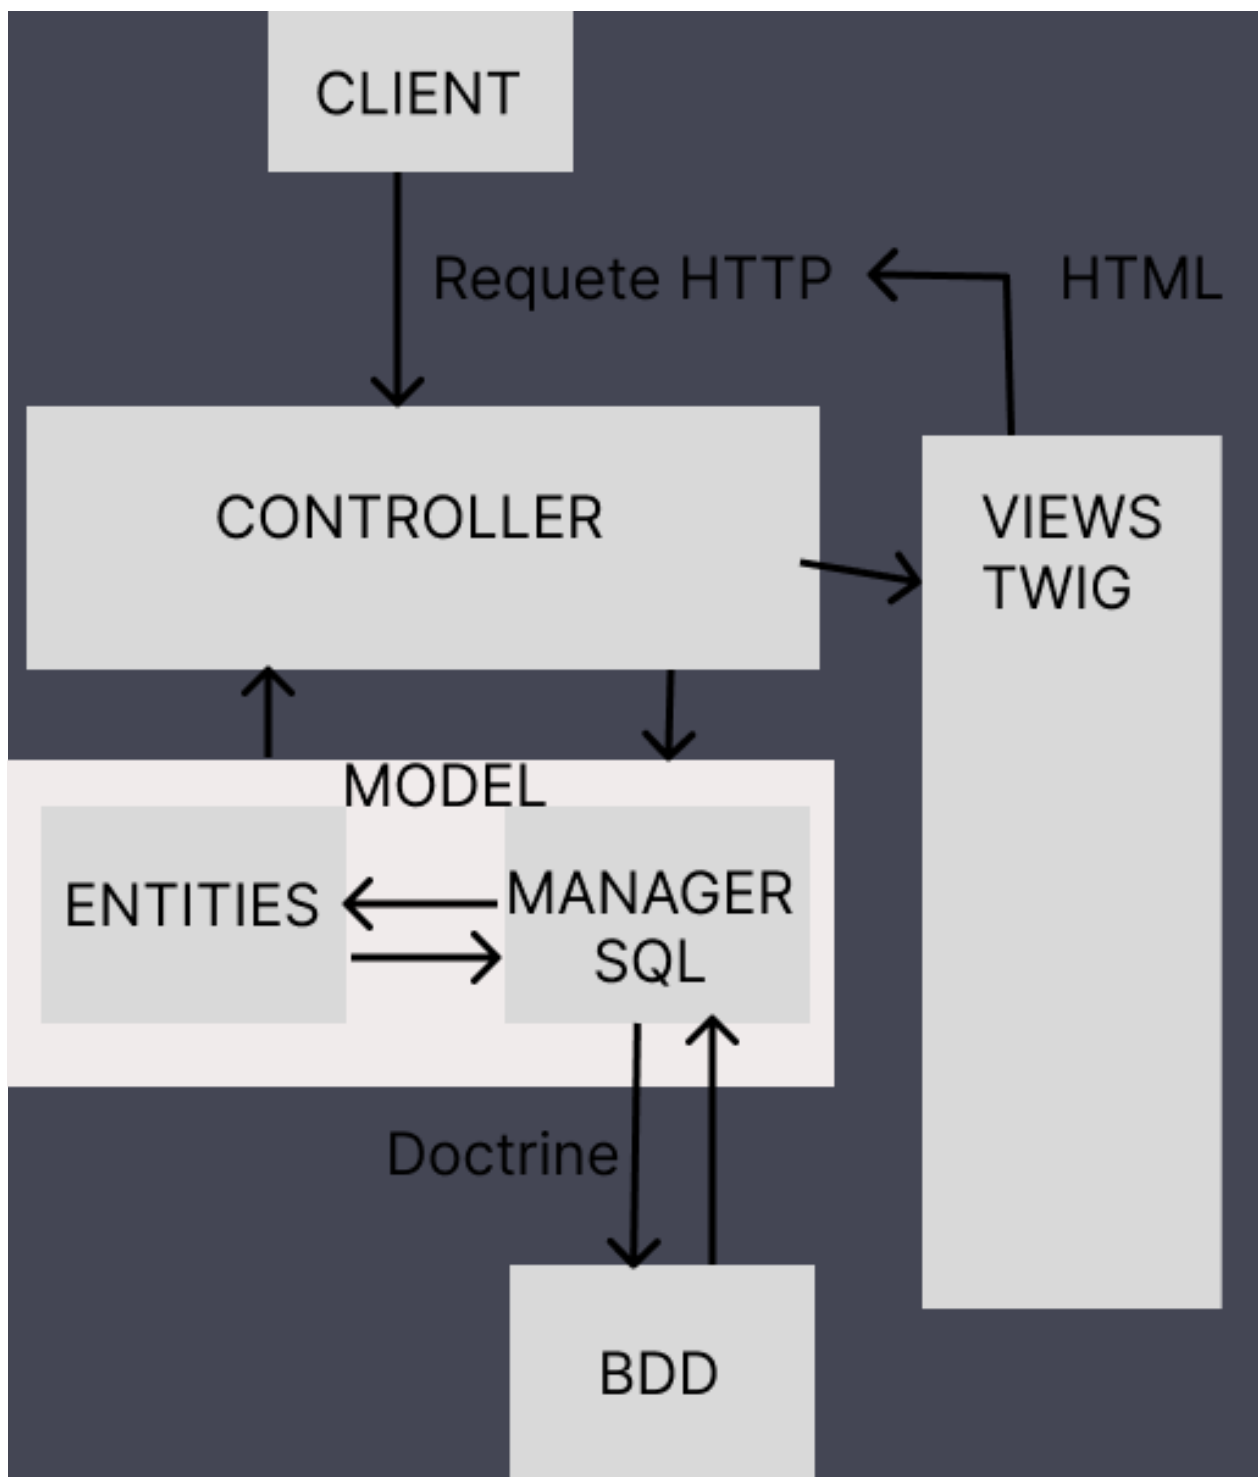 CLIENT
Requete HTTP
HTML
CONTROLLER
VIEWS
TWIG
MODEL
ENTITIES
MANAGER
SQL
Doctrine
BDD